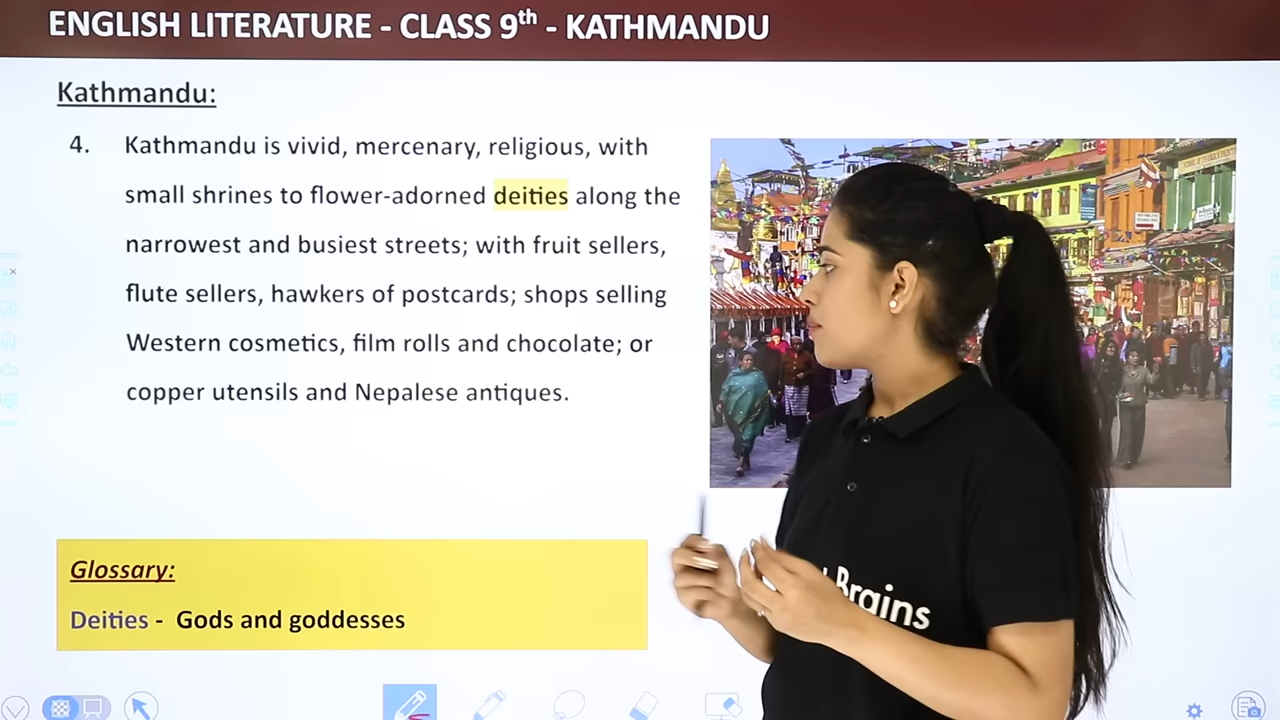 ENGLISH LITERATURE - CLASS 9th - KATHMANDU
Kathmandu:
4. Kathmandu is vivid, mercenary, religious, with
small shrines to flower-adorned deities along the
narrowest and busiest streets; with fruit sellers,
flute sellers, hawkers of postcards; shops selling
Western cosmetics, film rolls and chocolate; or
copper utensils and Nepalese antiques.
Glossary:
Deities - Gods and goddesses
Brains